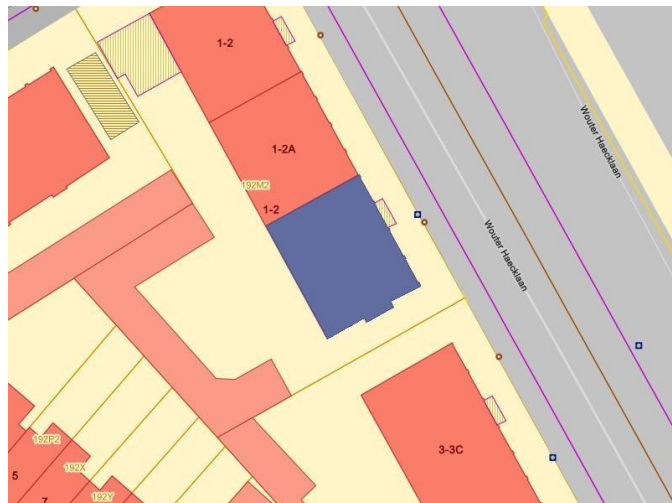 1-2
1-2A
192M2
1-2
Wouter Haecklaan
Wouter Haecklaan
3-3C
192P2
192X
5
7
192Y